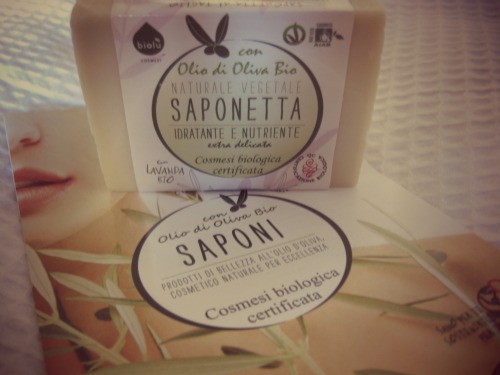 biolù
con
Olio di Oliva Bio
NATURALE VEGETALE
SAPONETTA
IDRATANTE E NUTRIENTE
extra delicata
Cosmesi biologica
certificata
con
LAVANDA
BIO
con
Olio di Oliva Bio
SAPONI
PRODOTTI DI BELLEZZA ALL'OLIO D'OLIVA,
COSMETICO NATURALE PER ECCELLENZA
Cosmesi biologica
certificata